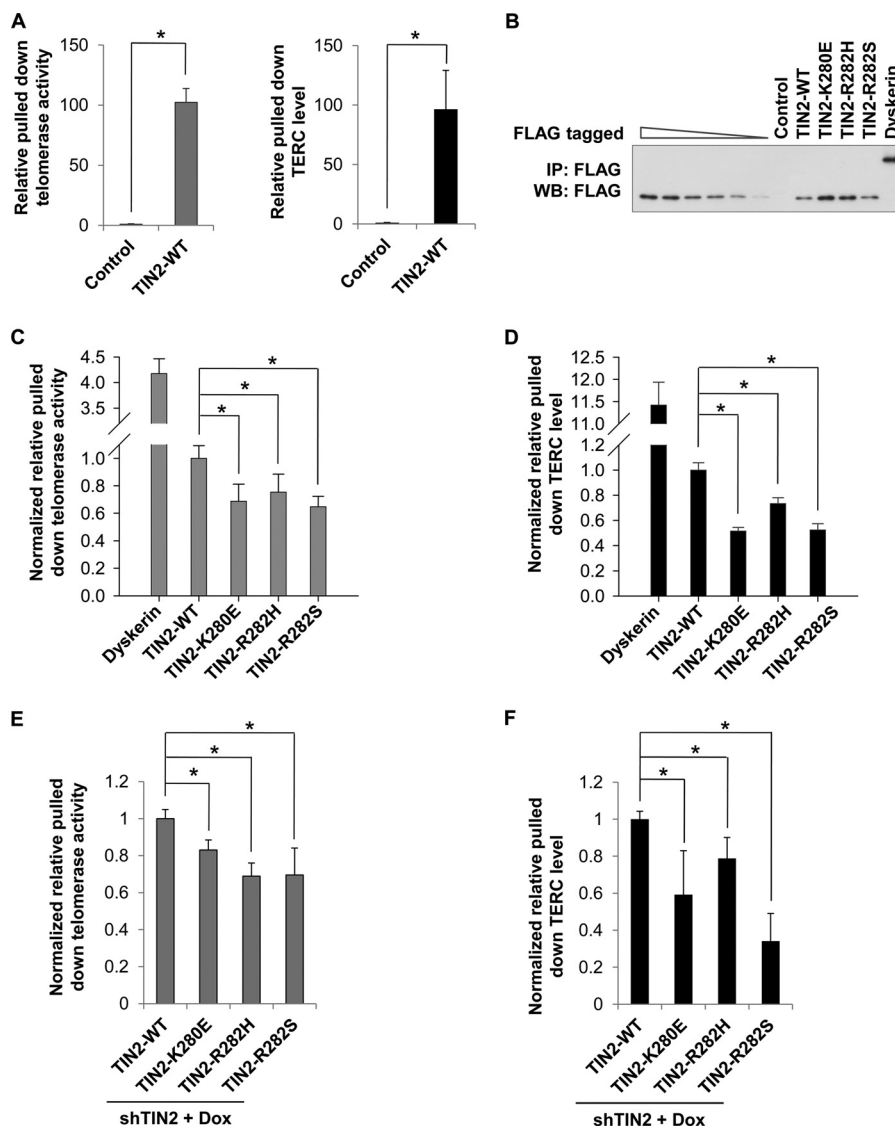 A
*
Relative pulled down
telomerase activity
150
100
50
0
Control
TIN2-WT
*
Relative pulled down
TERC level
150
100
50
0
Control
TIN2-WT
B
FLAG tagged
Control
TIN2-WT
TIN2-K280E
TIN2-R282H
TIN2-R282S
Dyskerin
IP: FLAG
WB: FLAG
C
Normalized relative pulled
down telomerase activity
4.5
4.0
3.5
1.0
0.8
0.6
0.4
0.2
0.0
*
*
*
Dyskerin
TIN2-WT
TIN2-K280E
TIN2-R282H
TIN2-R282S
D
Normalized relative pulled
down TERC level
12.5
12.0
11.5
11.0
1.2
1.0
0.8
0.6
0.4
0.2
0.0
*
*
*
Dyskerin
TIN2-WT
TIN2-K280E
TIN2-R282H
TIN2-R282S
E
Normalized relative pulled
down telomerase activity
1.2
1
0.8
0.6
0.4
0.2
0
*
*
*
TIN2-WT
TIN2-K280E
TIN2-R282H
TIN2-R282S
shTIN2 + Dox
F
Normalized relative pulled
down TERC level
1.2
1
0.8
0.6
0.4
0.2
0
*
*
*
TIN2-WT
TIN2-K280E
TIN2-R282H
TIN2-R282S
shTIN2 + Dox